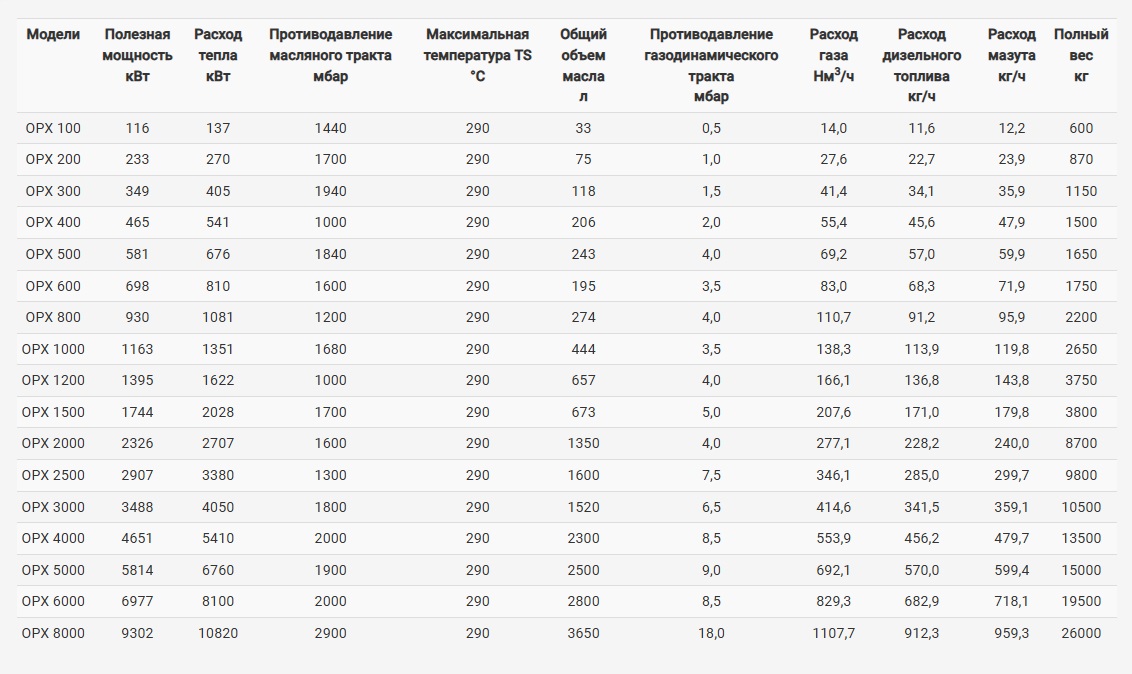 Модели Полезная мощность кВт Расход тепла кВт Противодавление масляного тракта мбар Максимальная температура TS °C Общий объем масла л Противодавление газодинамического тракта мбар Расход газа Нм³/ч Расход дизельного топлива кг/ч Расход мазута кг/ч Полный вес кг
OPX 100 116 137 1440 290 33 0,5 14,0 11,6 12,2 600
OPX 200 233 270 1700 290 75 1,0 27,6 22,7 23,9 870
OPX 300 349 405 1940 290 118 1,5 41,4 34,1 35,9 1150
OPX 400 465 541 1000 290 206 2,0 55,4 45,6 47,9 1500
OPX 500 581 676 1840 290 243 4,0 69,2 57,0 59,9 1650
OPX 600 698 810 1600 290 195 3,5 83,0 68,3 71,9 1750
OPX 800 930 1081 1200 290 274 4,0 110,7 91,2 95,9 2200
OPX 1000 1163 1351 1680 290 444 3,5 138,3 113,9 119,8 2650
OPX 1200 1395 1622 1000 290 657 4,0 166,1 136,8 143,8 3750
OPX 1500 1744 2028 1700 290 673 5,0 207,6 171,0 179,8 3800
OPX 2000 2326 2707 1600 290 1350 4,0 277,1 228,2 240,0 8700
OPX 2500 2907 3380 1300 290 1600 7,5 346,1 285,0 299,7 9800
OPX 3000 3488 4050 1800 290 1520 6,5 414,6 341,5 359,1 10500
OPX 4000 4651 5410 2000 290 2300 8,5 553,9 456,2 479,7 13500
OPX 5000 5814 6760 1900 290 2500 9,0 692,1 570,0 599,4 15000
OPX 6000 6977 8100 2000 290 2800 8,5 829,3 682,9 718,1 19500
OPX 8000 9302 10820 2900 290 3650 18,0 1107,7 912,3 959,3 26000